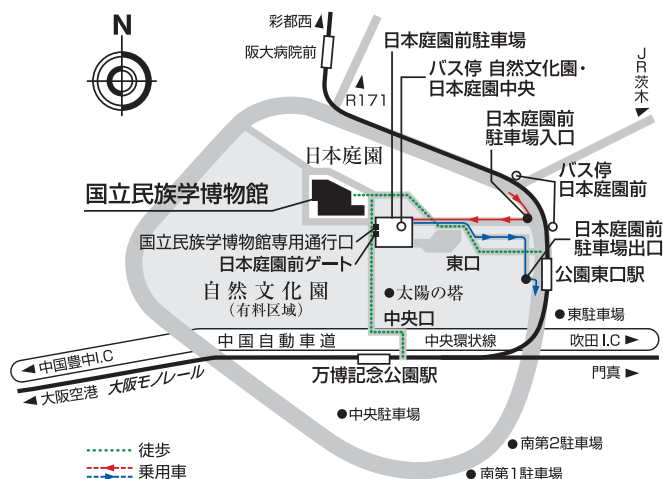 N
彩都西
阪大病院前
R171
日本庭園前駐車場
バス停 自然文化園・
日本庭園中央
JR茨木
日本庭園前
駐車場入口
バス停
日本庭園前
日本庭園
国立民族学博物館
国立民族学博物館専用通行口
日本庭園前ゲート
日本庭園前
駐車場出口
東口
公園東口駅
自然文化園
(有料区域)
太陽の塔
中央口
東駐車場
中国自動車道
中央環状線
吹田I.C
中国豊中I.C
大阪空港
大阪モノレール
万博記念公園駅
門真
中央駐車場
南第2駐車場
南第1駐車場
徒歩
乗用車